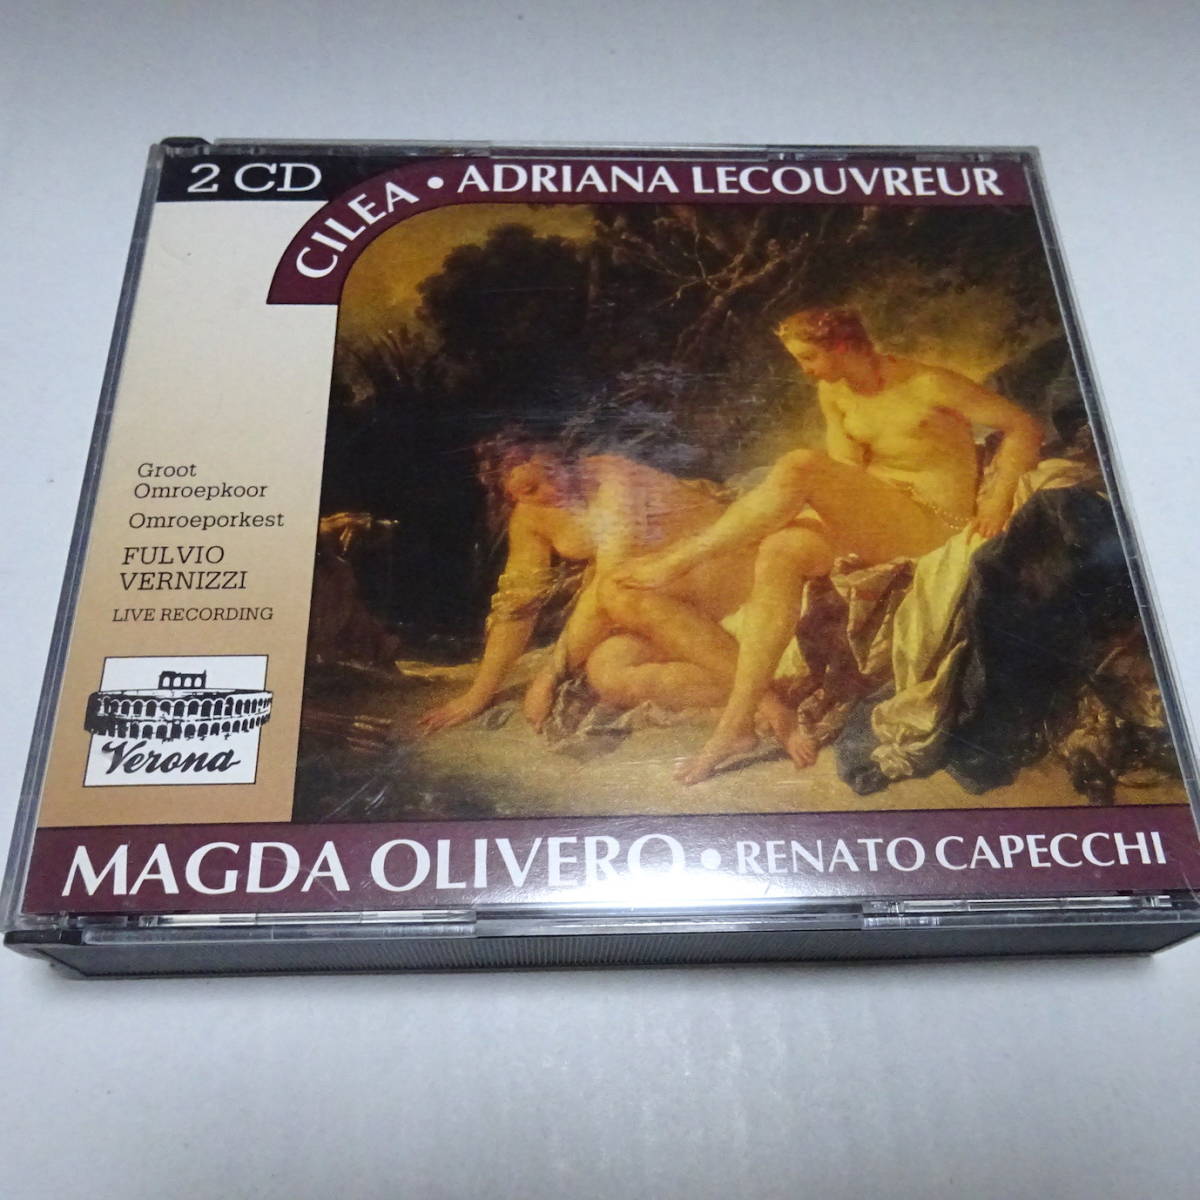 2 CD
CILEA • ADRIANA LECOUVREUR
Groot
Omroepkoor
Omroeporkest
FULVIO
VERNIZZI
LIVE RECORDING
Verona
MAGDA OLIVERO • RENATO CAPECCHI